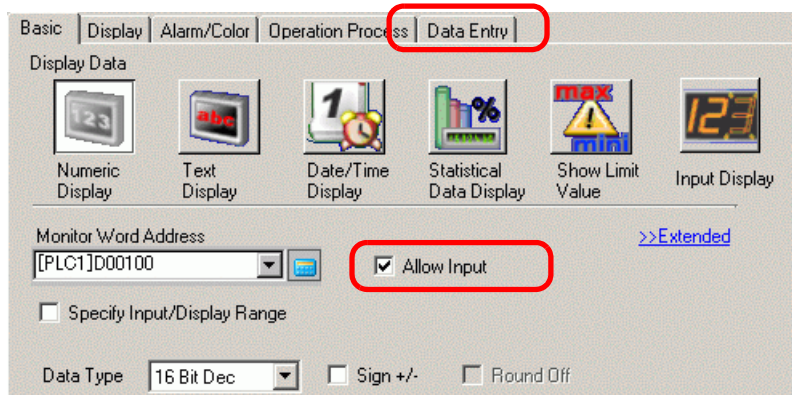 Basic Display Alarm/Color Operation Process Data Entry
Display Data
123 abc 1 % max mini 123
Numeric Display Text Display Date/Time Display Statistical Data Display Show Limit Value Input Display
Monitor Word Address >>Extended
[PLC1]D00100 Allow Input
Specify Input/Display Range
Data Type 16 Bit Dec Sign +/- Round Off